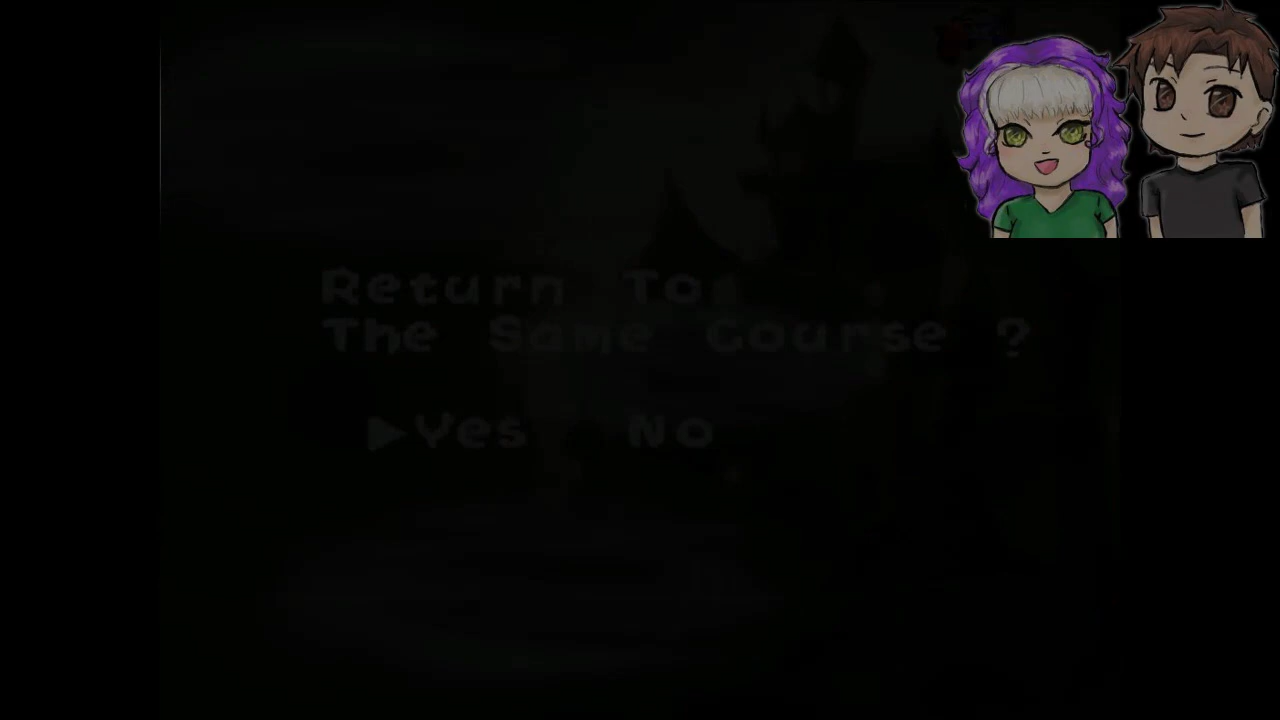 Return To
The Same Course ?
▶Yes No